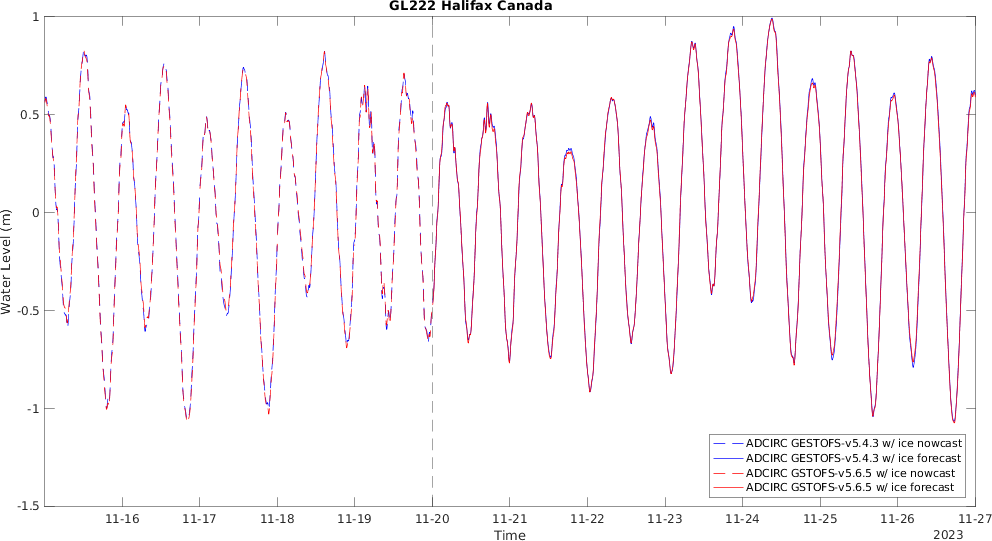 GL222 Halifax Canada
1
0.5
0
-0.5
-1
-1.5
Water Level (m)
ADCIRC GESTOFS-v5.4.3 w/ ice nowcast
ADCIRC GESTOFS-v5.4.3 w/ ice forecast
ADCIRC GSTOFS-v5.6.5 w/ ice nowcast
ADCIRC GSTOFS-v5.6.5 w/ ice forecast
11-16 11-17 11-18 11-19 11-20 11-21 11-22 11-23 11-24 11-25 11-26 11-27
Time
2023